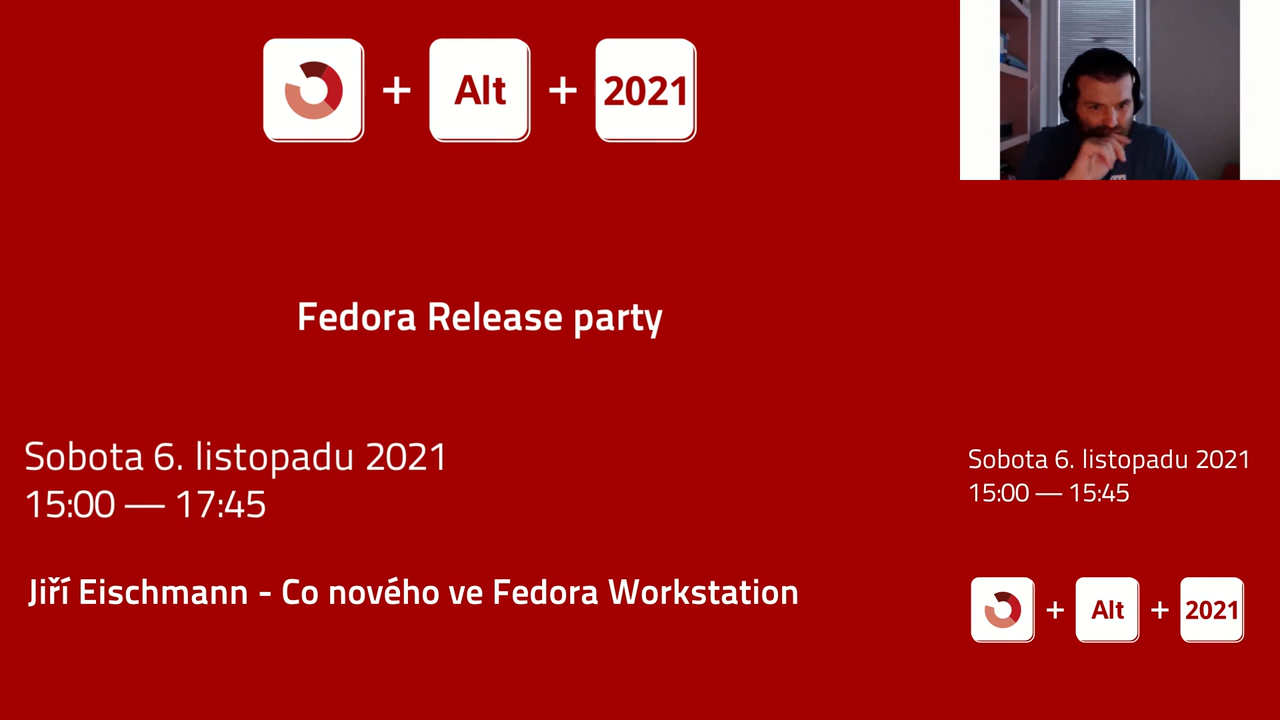 + Alt + 2021
Fedora Release party
Sobota 6. listopadu 2021
15:00 — 17:45
Jiří Eischmann - Co nového ve Fedora Workstation
Sobota 6. listopadu 2021
15:00 — 15:45
+ Alt + 2021